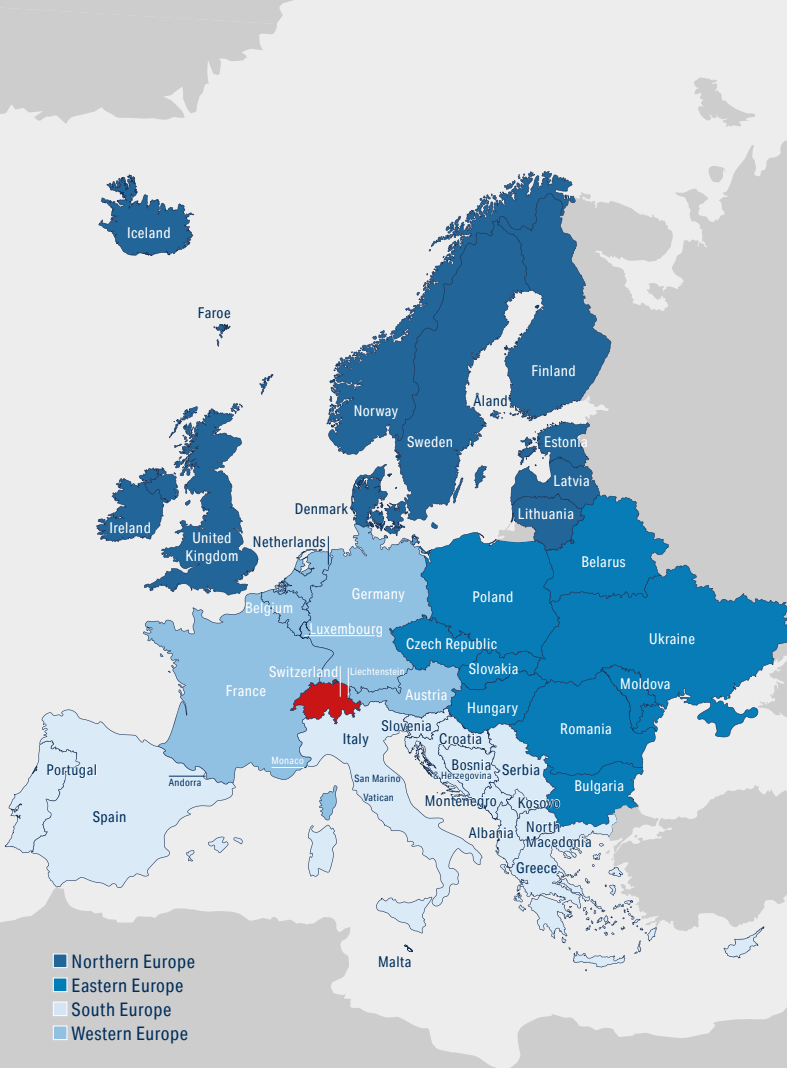 Iceland
Faroe
Finland
Åland
Norway
Sweden
Estonia
Latvia
Lithuania
Denmark
Ireland
United
Kingdom
Netherlands
Belarus
Germany
Poland
Belgium
Luxembourg
Ukraine
Czech Republic
Slovakia
Switzerland
Liechtenstein
Moldova
France
Austria
Hungary
Slovenia
Romania
Italy
Croatia
Monaco
Bosnia
& Herzegovina
Serbia
Portugal
Andorra
San Marino
Bulgaria
Vatican
Montenegro
Kosovo
Spain
Albania
North
Macedonia
Greece
Malta
Northern Europe
Eastern Europe
South Europe
Western Europe